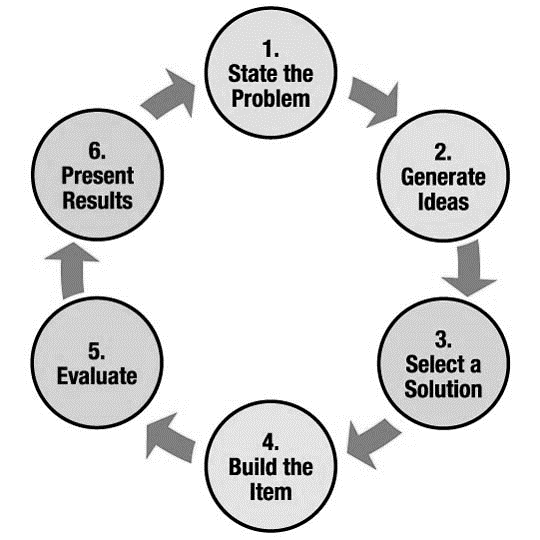 1.
State the
Problem
2.
Generate
Ideas
3.
Select a
Solution
4.
Build the
Item
5.
Evaluate
6.
Present
Results